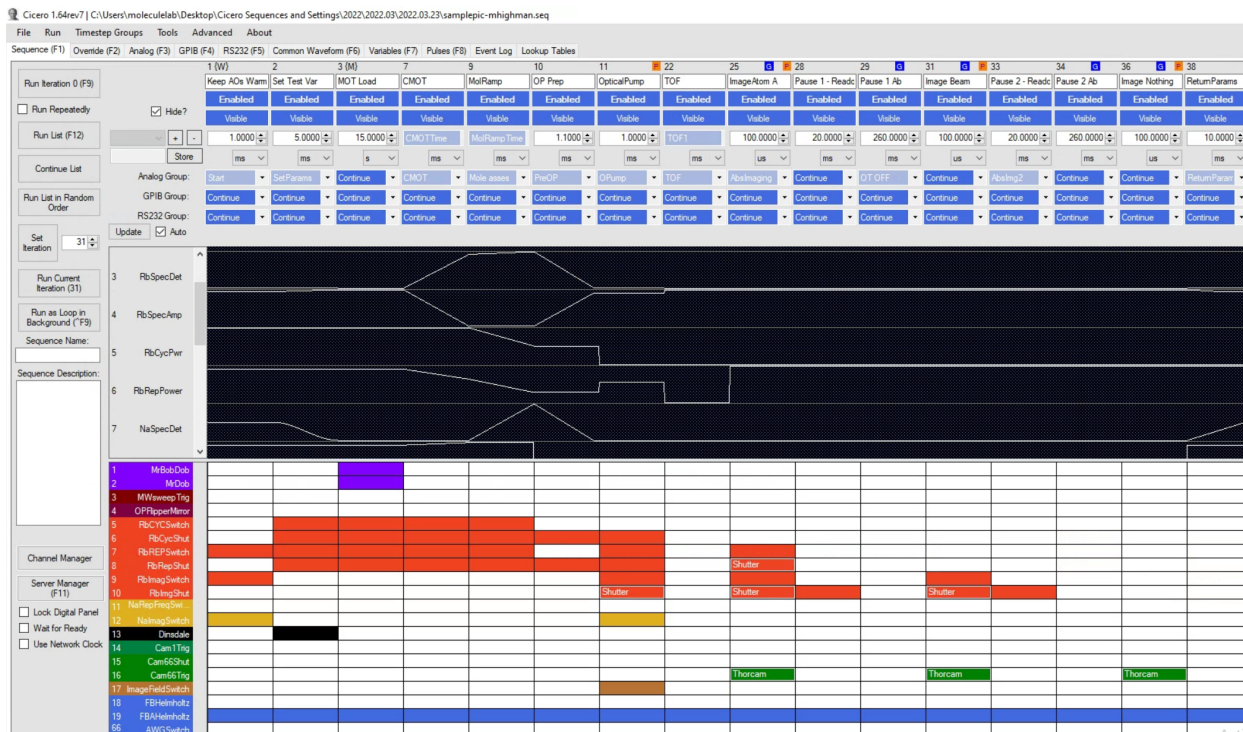 Cicero 1.64rev7 | C:\Users\moleculelab\Desktop\Cicero Sequences and Settings\2022\2022.03\2022.03.23\samplepic-mhighman.seq
File Run Timestep Groups Tools Advanced About
Sequence (F1) Override (F2) Analog (F3) GPIB (F4) RS232 (F5) Common Waveform (F6) Variables (F7) Pulses (F8) Event Log Lookup Tables
1 {W} 2 3 {M} 7 9 10 11 P 22 25 G P 28 29 G 31 G P 33 34 G 36 G P 38
Keep AOs Warm Set Test Var MOT Load CMOT MolRamp OP Prep OpticalPump TOF ImageAtom A Pause 1 - Readc Pause 1 Ab Image Beam Pause 2 - Readc Pause 2 Ab Image Nothing ReturnParams
Enabled Enabled Enabled Enabled Enabled Enabled Enabled Enabled Enabled Enabled Enabled Enabled Enabled Enabled Enabled Enabled
Visible Visible Visible Visible Visible Visible Visible Visible Visible Visible Visible Visible Visible Visible Visible Visible
+ - 1.0000 5.0000 15.0000 CMOTTime MolRampTime 1.1000 1.0000 TOF1 100.0000 20.0000 260.0000 100.0000 20.0000 260.0000 100.0000 10.0000
Store ms ms s ms ms ms ms ms us ms ms us ms ms us ms
Analog Group: Start SetParams Continue CMOT Mole asses PreOP OPump TOF AbsImaging Continue OT OFF Continue AbsImg2 Continue Continue ReturnParam
GPIB Group: Continue Continue Continue Continue Continue Continue Continue Continue Continue Continue Continue Continue Continue Continue Continue Continue
RS232 Group: Continue Continue Continue Continue Continue Continue Continue Continue Continue Continue Continue Continue Continue Continue Continue Continue
Update Auto
Hide?
Run Iteration 0 (F9)
Run Repeatedly
Run List (F12)
Continue List
Run List in Random
Order
Set
Iteration
31
Run Current
Iteration (31)
Run as Loop in
Background (^F9)
Sequence Name:
Sequence Description:
Channel Manager
Server Manager
(F11)
Lock Digital Panel
Wait for Ready
Use Network Clock
3 RbSpecDet
4 RbSpecAmp
5 RbCycPwr
6 RbRepPower
7 NaSpecDet
1 MrBobDob
2 MrDob
3 MWsweepTrig
4 OPFlipperMirror
5 RbCYCSwitch
6 RbCycShut
7 RbREPSwitch
8 RbRepShut Shutter
9 RbImagSwitch
10 RbImgShut Shutter Shutter Shutter
11 NaRepFreqSwi...
12 NaImagSwitch
13 Dinsdale
14 Cam1Trig
15 Cam66Shut
16 Cam66Trig Thorcam Thorcam Thorcam
17 ImageFieldSwitch
18 FBHelmholtz
19 FBAHelmholtz
66 AWGSwitch